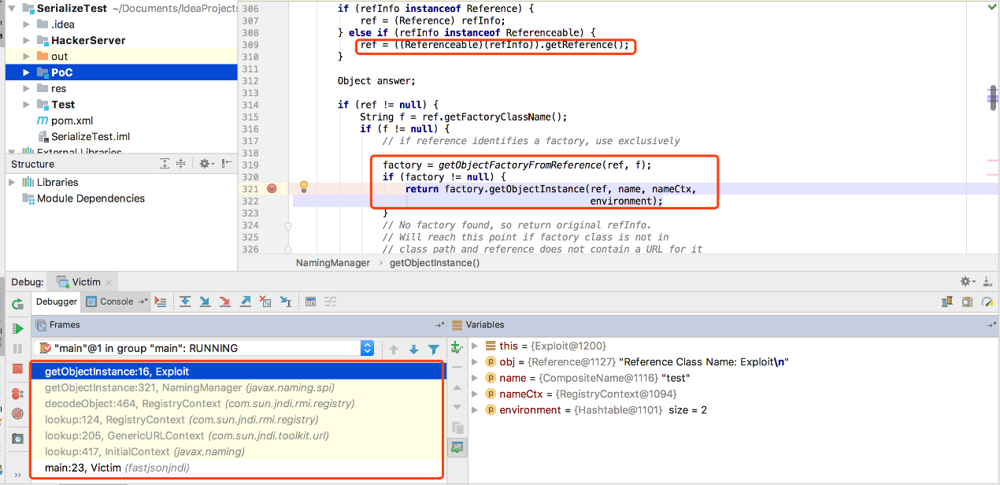 SerializeTest ~/Documents/IdeaProjects
.idea
HackerServer
out
PoC
res
Test
m pom.xml
SerializeTest.iml
External Libraries
Structure
Libraries
Module Dependencies
306 if (refInfo instanceof Reference) {
307 ref = (Reference) refInfo;
308 } else if (refInfo instanceof Referenceable) {
309 ref = ((Referenceable)(refInfo)).getReference();
310 }
311
312 Object answer;
313
314 if (ref != null) {
315 String f = ref.getFactoryClassName();
316 if (f != null) {
317 // if reference identifies a factory, use exclusively
318
319 factory = getObjectFactoryFromReference(ref, f);
320 if (factory != null) {
321 return factory.getObjectInstance(ref, name, nameCtx,
322 environment);
323 }
324 // No factory found, so return original refInfo.
325 // Will reach this point if factory class is not in
326 // class path and reference does not contain a URL for it
NamingManager › getObjectInstance()
Debug: Victim ×
Debugger Console
Frames
"main"@1 in group "main": RUNNING
getObjectInstance:16, Exploit
getObjectInstance:321, NamingManager (javax.naming.spi)
decodeObject:464, RegistryContext (com.sun.jndi.rmi.registry)
lookup:124, RegistryContext (com.sun.jndi.rmi.registry)
lookup:205, GenericURLContext (com.sun.jndi.toolkit.url)
lookup:417, InitialContext (javax.naming)
main:23, Victim (fastjsonjndi)
Variables
this = {Exploit@1200}
p obj = {Reference@1127} "Reference Class Name: Exploit\n"
p name = {CompositeName@1116} "test"
p nameCtx = {RegistryContext@1094}
p environment = {Hashtable@1101} size = 2